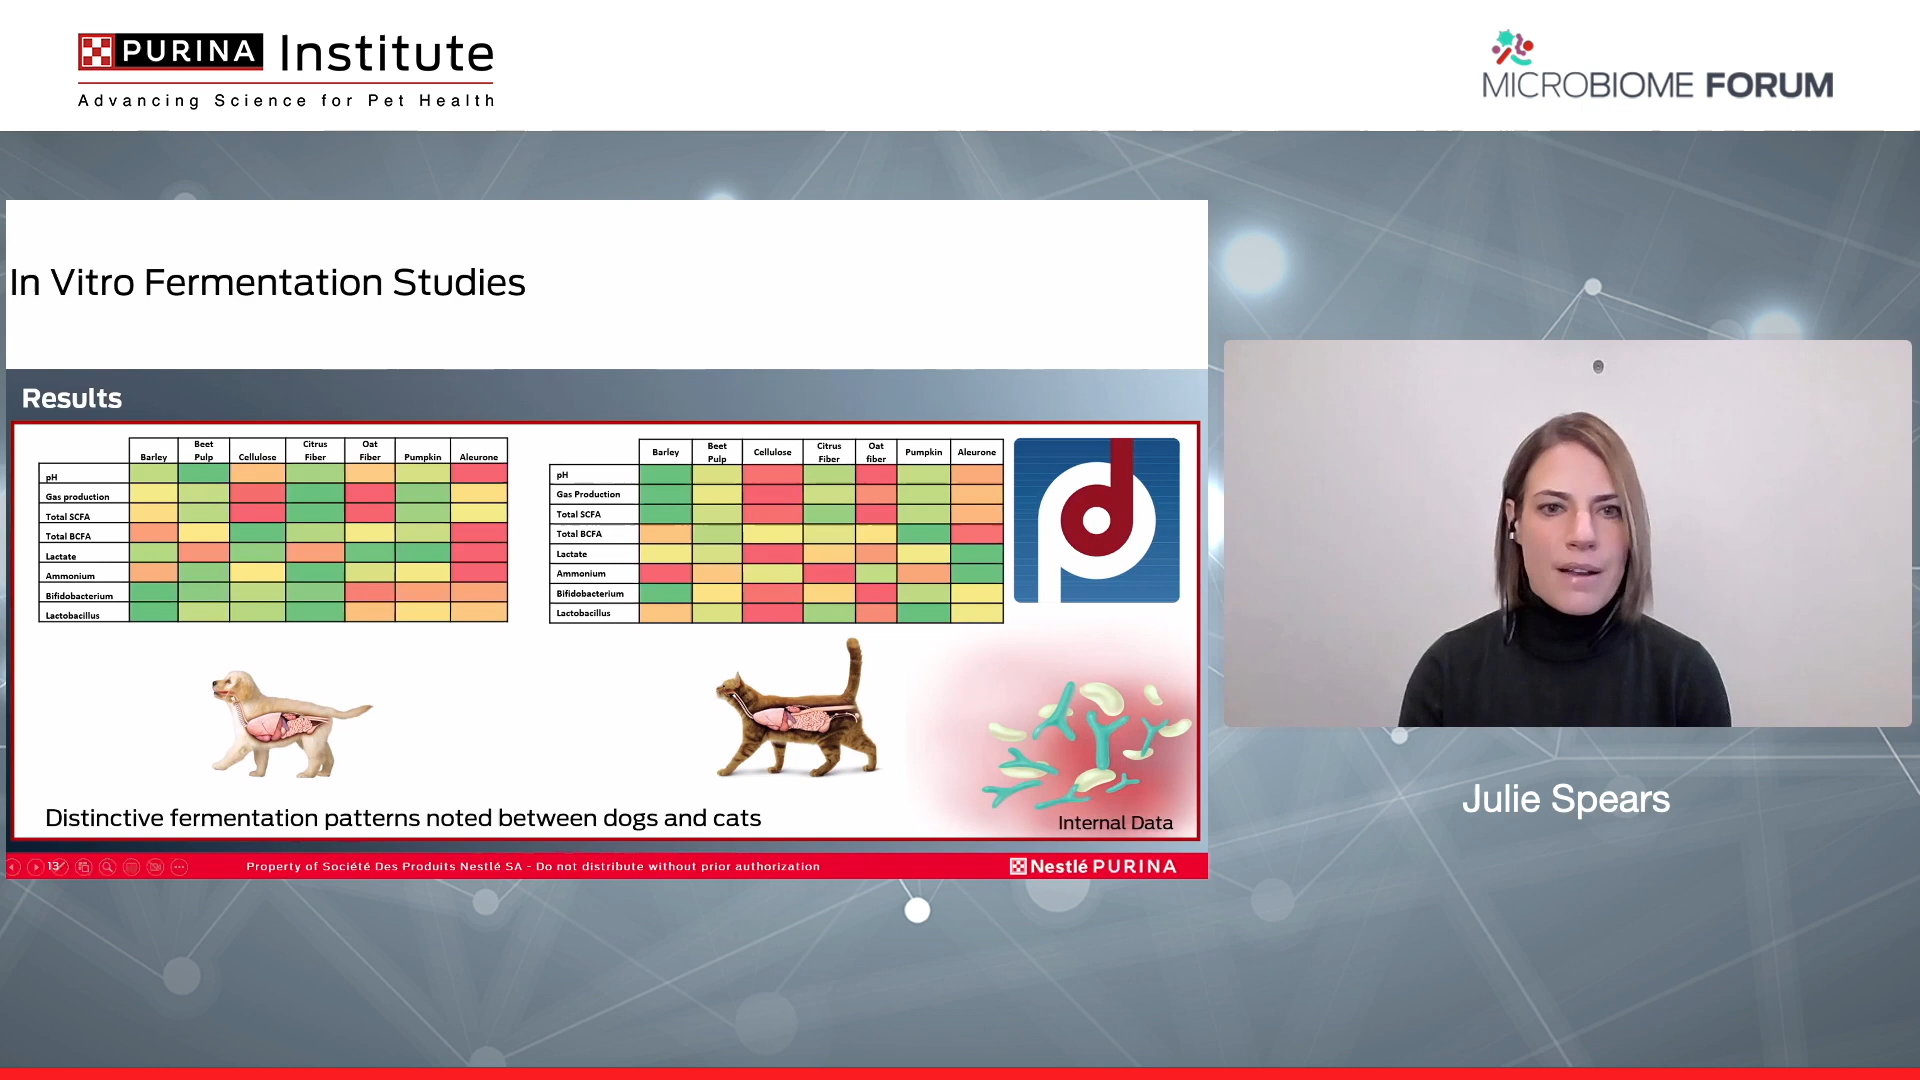 PURINA Institute
Advancing Science for Pet Health
MICROBIOME FORUM
In Vitro Fermentation Studies
Results
Barley Beet Pulp Cellulose Citrus Fiber Oat Fiber Pumpkin Aleurone
pH
Gas production
Total SCFA
Total BCFA
Lactate
Ammonium
Bifidobacterium
Lactobacillus
Barley Beet Pulp Cellulose Citrus Fiber Oat fiber Pumpkin Aleurone
pH
Gas Production
Total SCFA
Total BCFA
Lactate
Ammonium
Bifidobacterium
Lactobacillus
pd
Distinctive fermentation patterns noted between dogs and cats
Internal Data
13
Property of Société Des Produits Nestlé SA - Do not distribute without prior authorization
Nestlé PURINA
Julie Spears